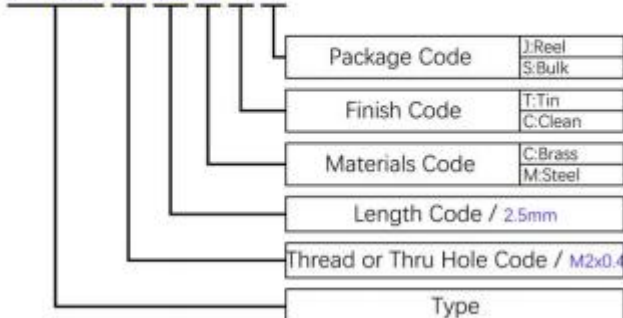 Package Code
J:Reel
S:Bulk
Finish Code
T:Tin
C:Clean
Materials Code
C:Brass
M:Steel
Length Code / 2.5mm
Thread or Thru Hole Code / M2x0.4
Type